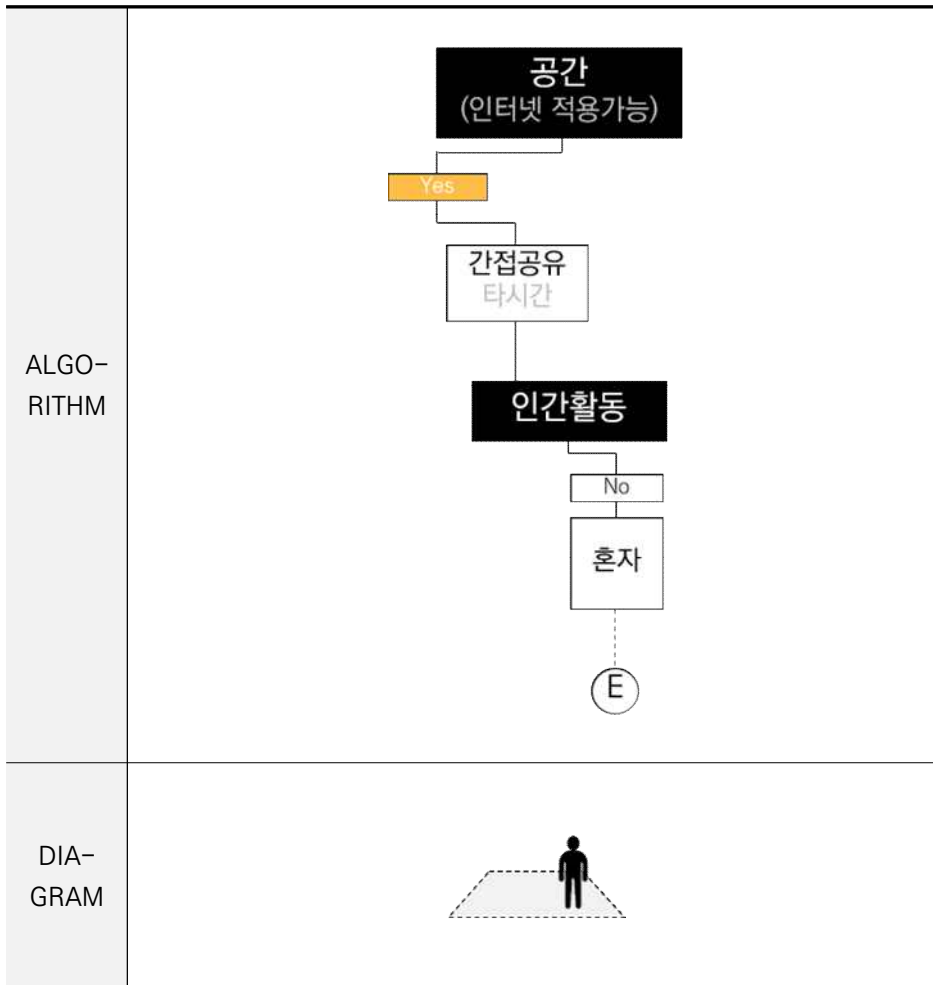 공간
(인터넷 적용가능)
Yes
간접공유
타시간
ALGO-
RITHM
인간활동
No
혼자
E
DIA-
GRAM